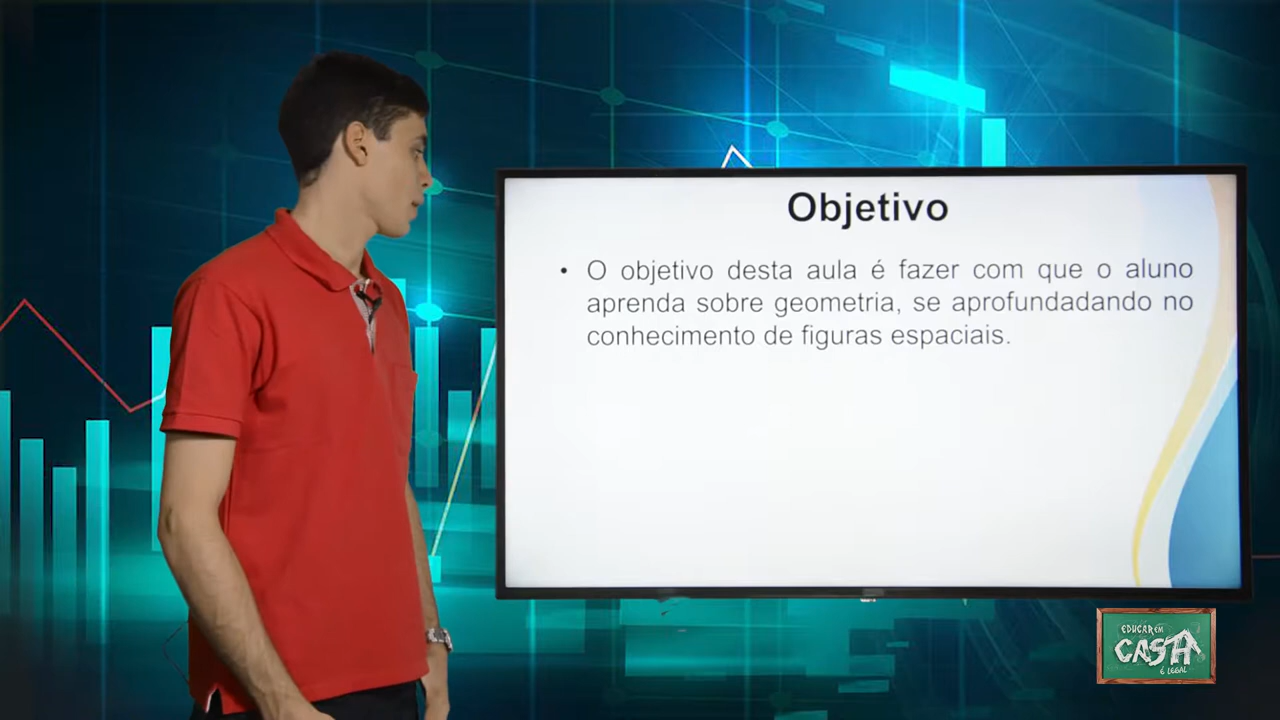 Objetivo
• O objetivo desta aula é fazer com que o aluno
aprenda sobre geometria, se aprofundadando no
conhecimento de figuras espaciais.
EDUCAR EM
CASA
É LEGAL